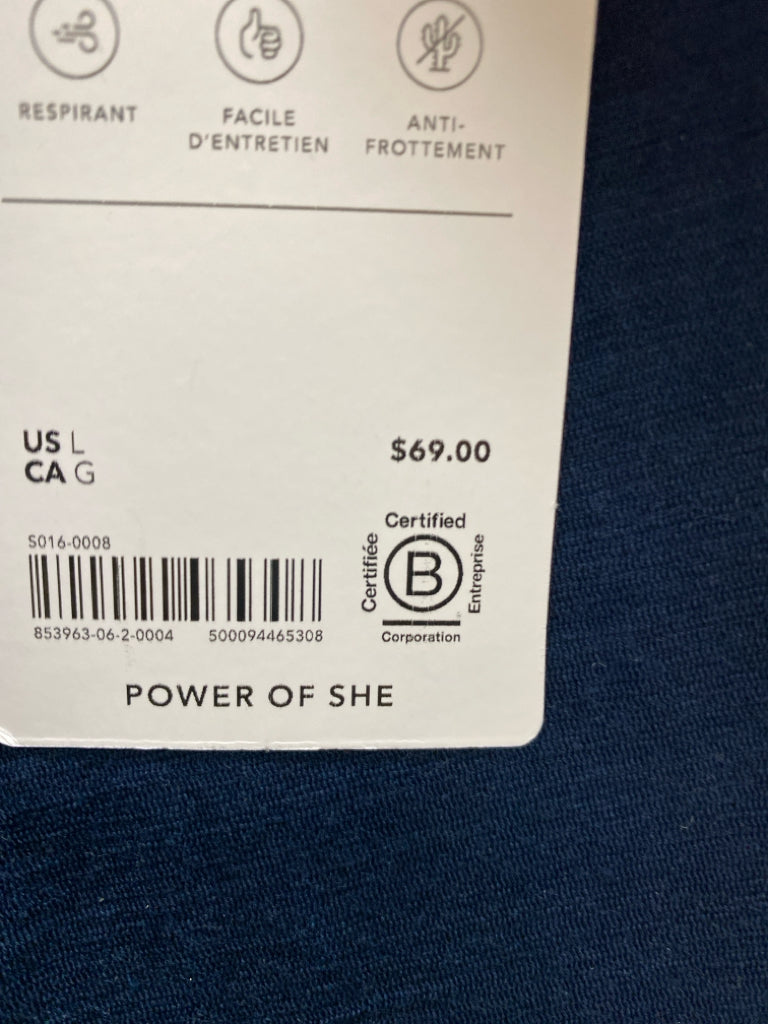 RESPIRANT
FACILE
D'ENTRETIEN
ANTI-
FROTTEMENT
US L
CA G
$69.00
S016-0008
853963-06-2-0004 500094465308
Certified
Certifiée
B
Entreprise
Corporation
POWER OF SHE